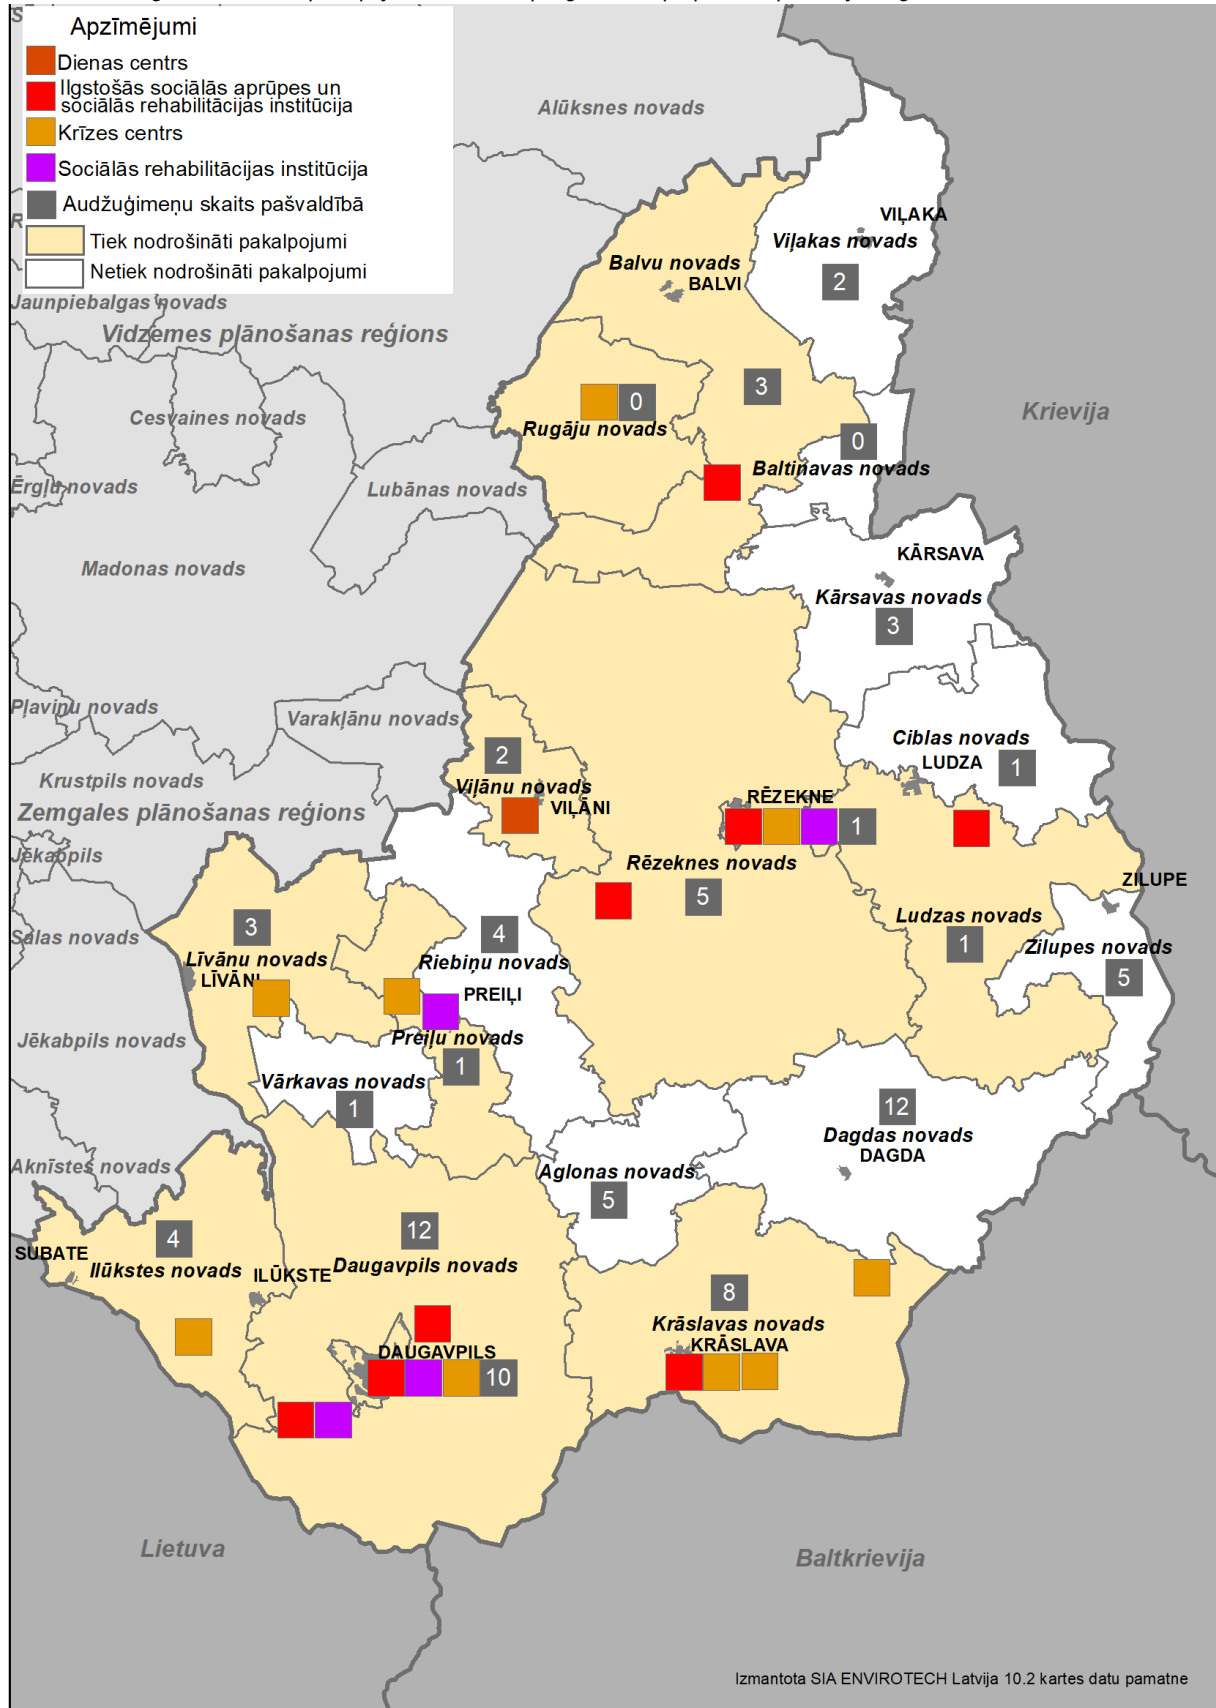 Apzīmējumi
Dienas centrs
Ilgstošās sociālās aprūpes un
sociālās rehabilitācijas institūcija
Krīzes centrs
Sociālās rehabilitācijas institūcija
Audžuģimeņu skaits pašvaldībā
Tiek nodrošināti pakalpojumi
Netiek nodrošināti pakalpojumi
Alūksnes novads
VIĻAKA
Viļakas novads
2
Balvu novads
BALVI
Jaunpiebalgas novads
Vidzemes plānošanas reģions
3
0
Rugāju novads
Cesvaines novads
Krievija
0
Baltinavas novads
Ērgļu novads
Lubānas novads
Madonas novads
KĀRSAVA
Kārsavas novads
3
Pļaviņu novads
Varakļānu novads
Ciblas novads
LUDZA
1
2
Viļānu novads
VIĻĀNI
Krustpils novads
Zemgales plānošanas reģions
RĒZEKNE
1
Rēzeknes novads
5
Jēkabpils
ZILUPE
Ludzas novads
1
Zilupes novads
5
Salas novads
3
Līvānu novads
LĪVĀNI
4
Riebiņu novads
PREIĻI
Preiļu novads
1
Jēkabpils novads
Vārkavas novads
1
12
Dagdas novads
DAGDA
Aknīstes novads
Aglonas novads
5
4
SUBATE
Ilūkstes novads
ILŪKSTE
12
Daugavpils novads
8
Krāslavas novads
KRĀSLAVA
DAUGAVPILS
10
Lietuva
Baltkrievija
Izmantota SIA ENVIROTECH Latvija 10.2 kartes datu pamatne